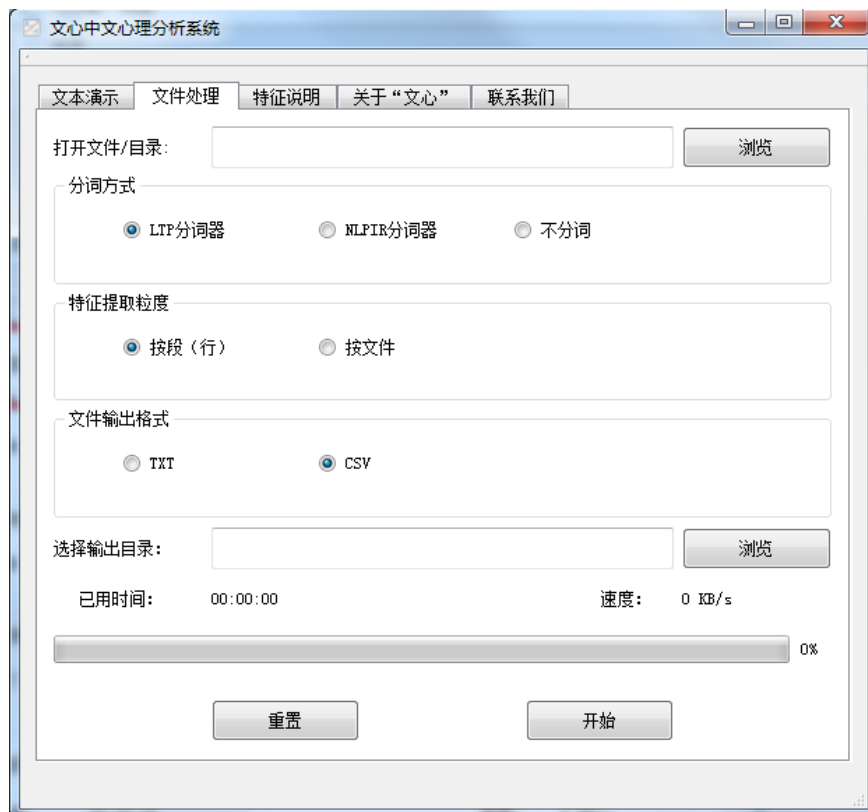 文心中文心理分析系统
文本演示 文件处理 特征说明 关于“文心” 联系我们
打开文件/目录: 浏览
分词方式
LTP分词器 NLPIR分词器 不分词
特征提取粒度
按段（行） 按文件
文件输出格式
TXT CSV
选择输出目录: 浏览
已用时间: 00:00:00 速度: 0 KB/s
0%
重置 开始